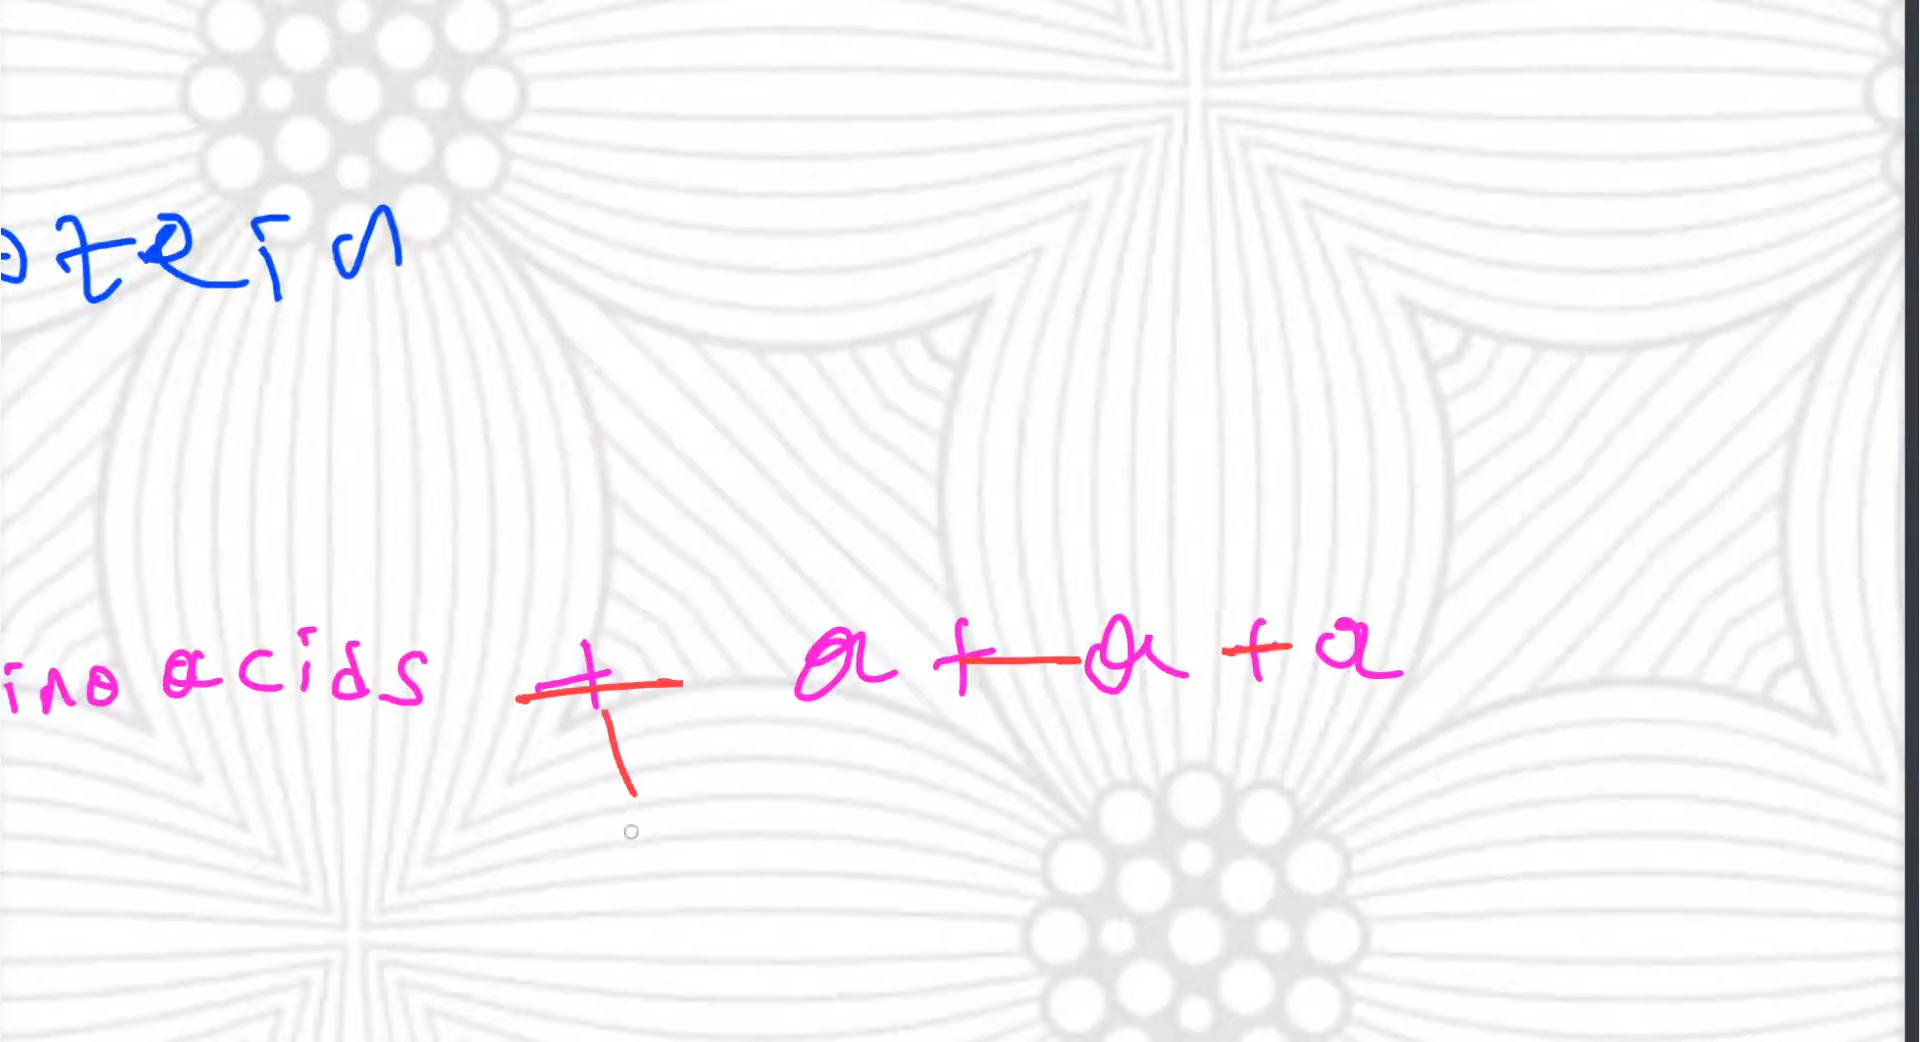 otein
ino acids + a + a + a